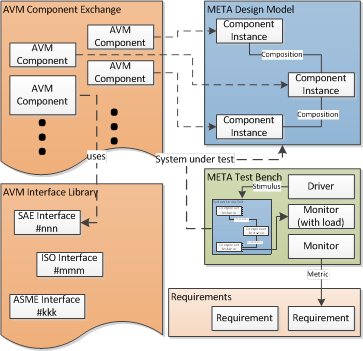 AVM Component Exchange
AVM
Component
AVM
Component
AVM
Component
AVM
Component
uses
META Design Model
Component
Instance
Composition
Component
Instance
Composition
Component
Instance
System under test
AVM Interface Library
SAE Interface
#nnn
ISO Interface
#mmm
ASME Interface
#kkk
META Test Bench
Stimulus
Driver
Monitor
(with load)
Monitor
Metric
Requirements
Requirement
Requirement